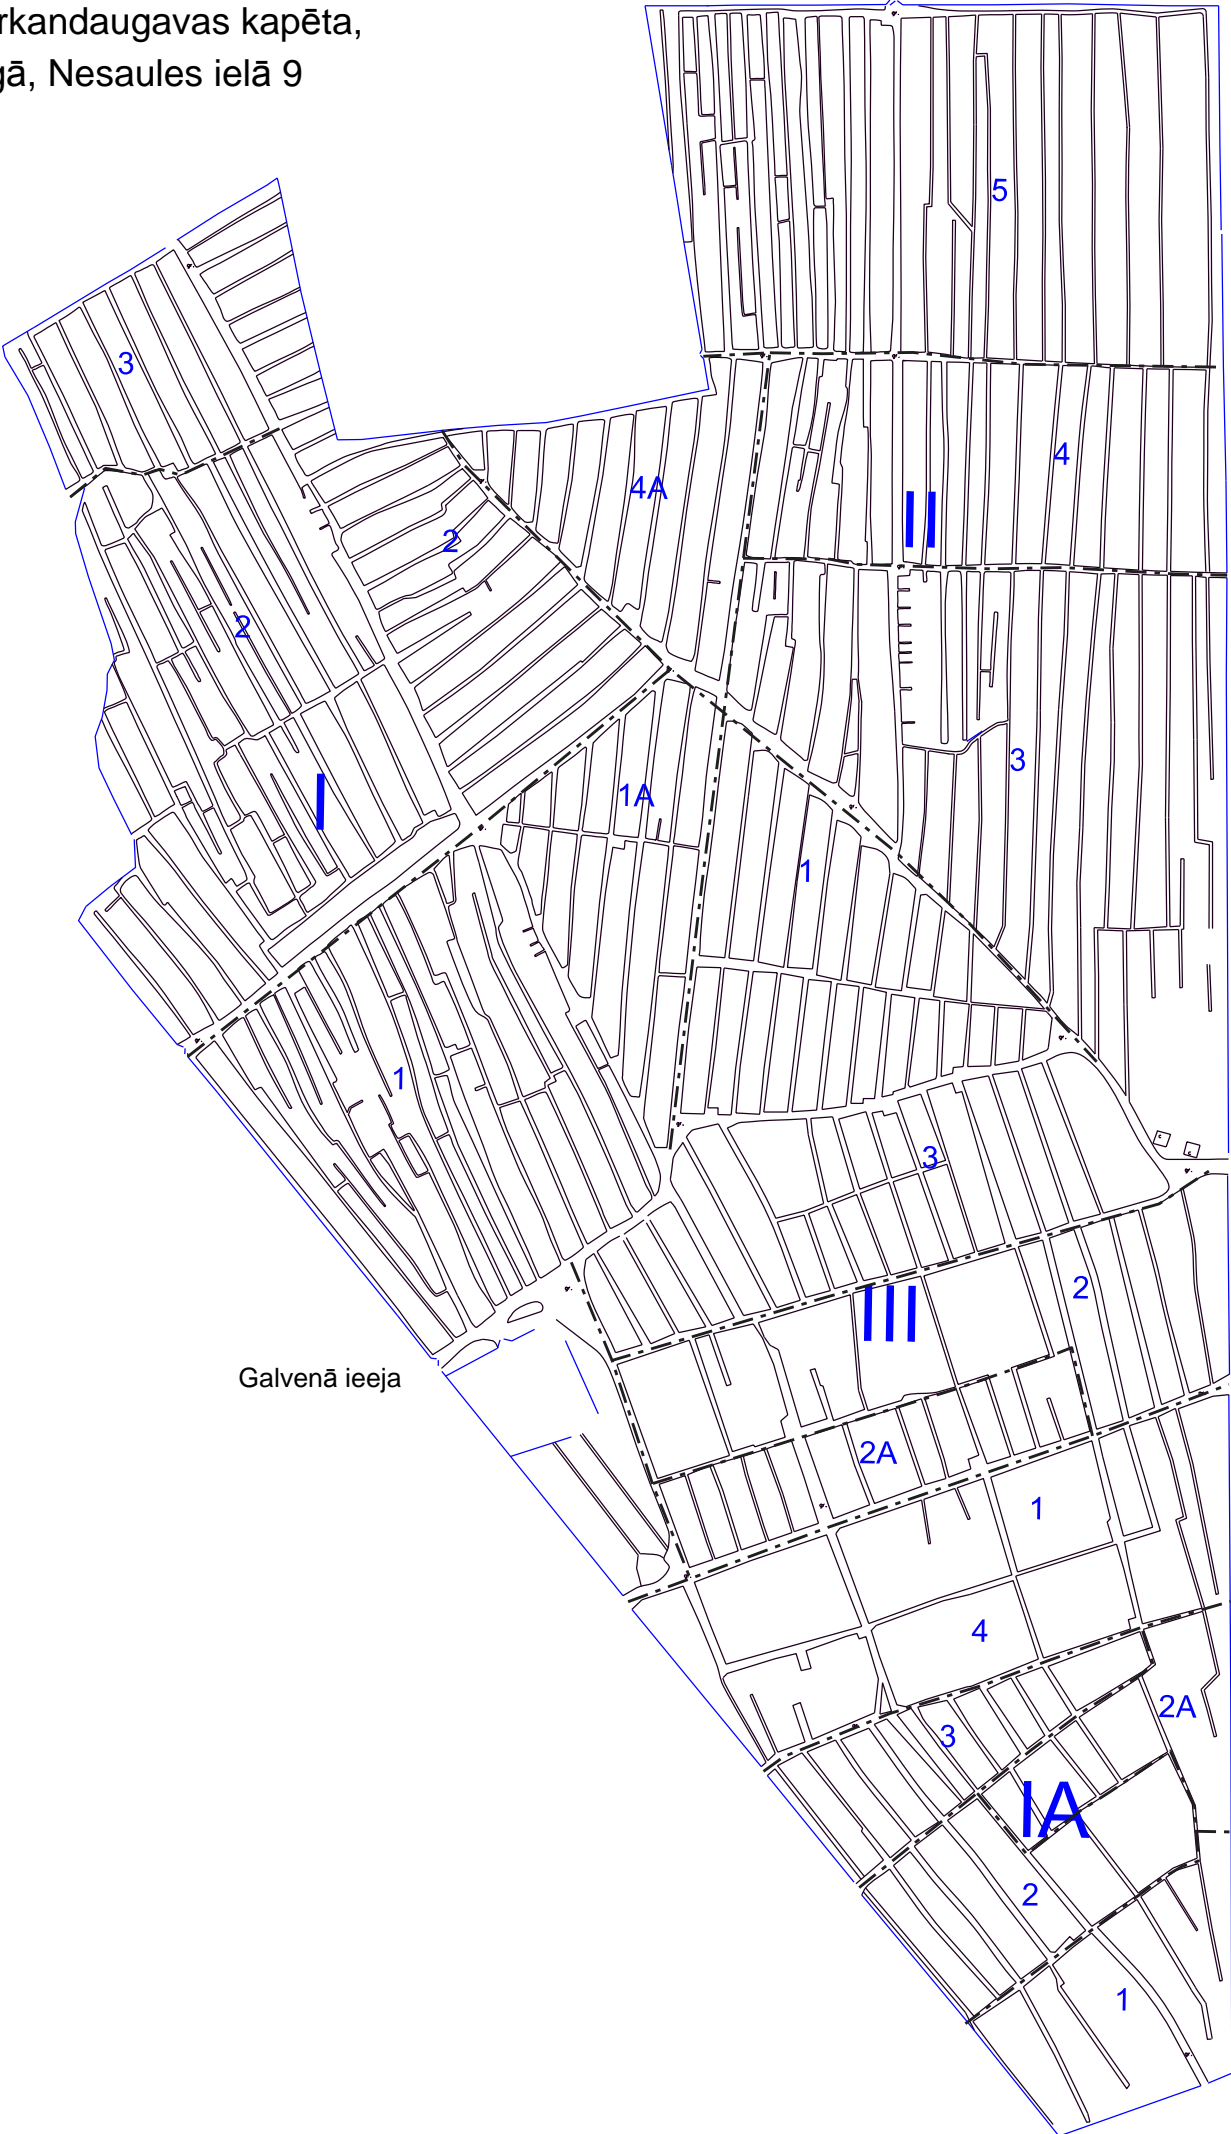 rkandaugavas kapēta,
gā, Nesaules ielā 9
5
3
4
4A
II
2
2
3
I
1A
1
1
3
2
III
Galvenā ieeja
2A
1
4
2A
3
IA
2
1